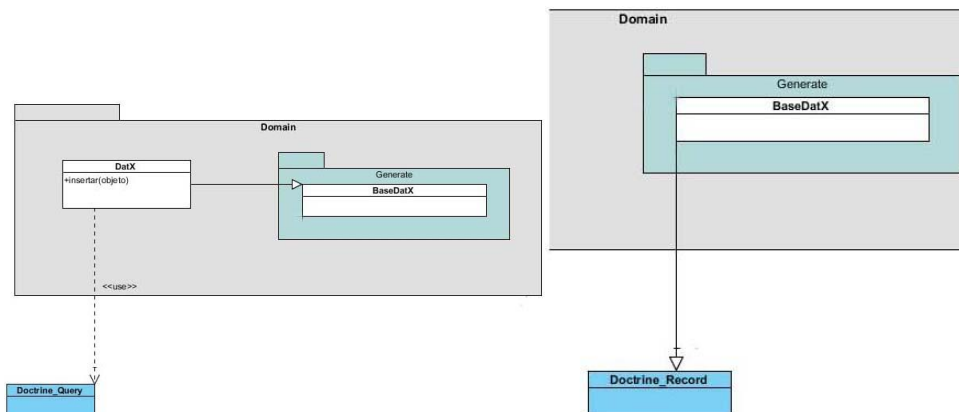 Domain
DatX
+insertar(objeto)
Generate
BaseDatX
<<use>>
Doctrine_Query
Domain
Generate
BaseDatX
Doctrine_Record